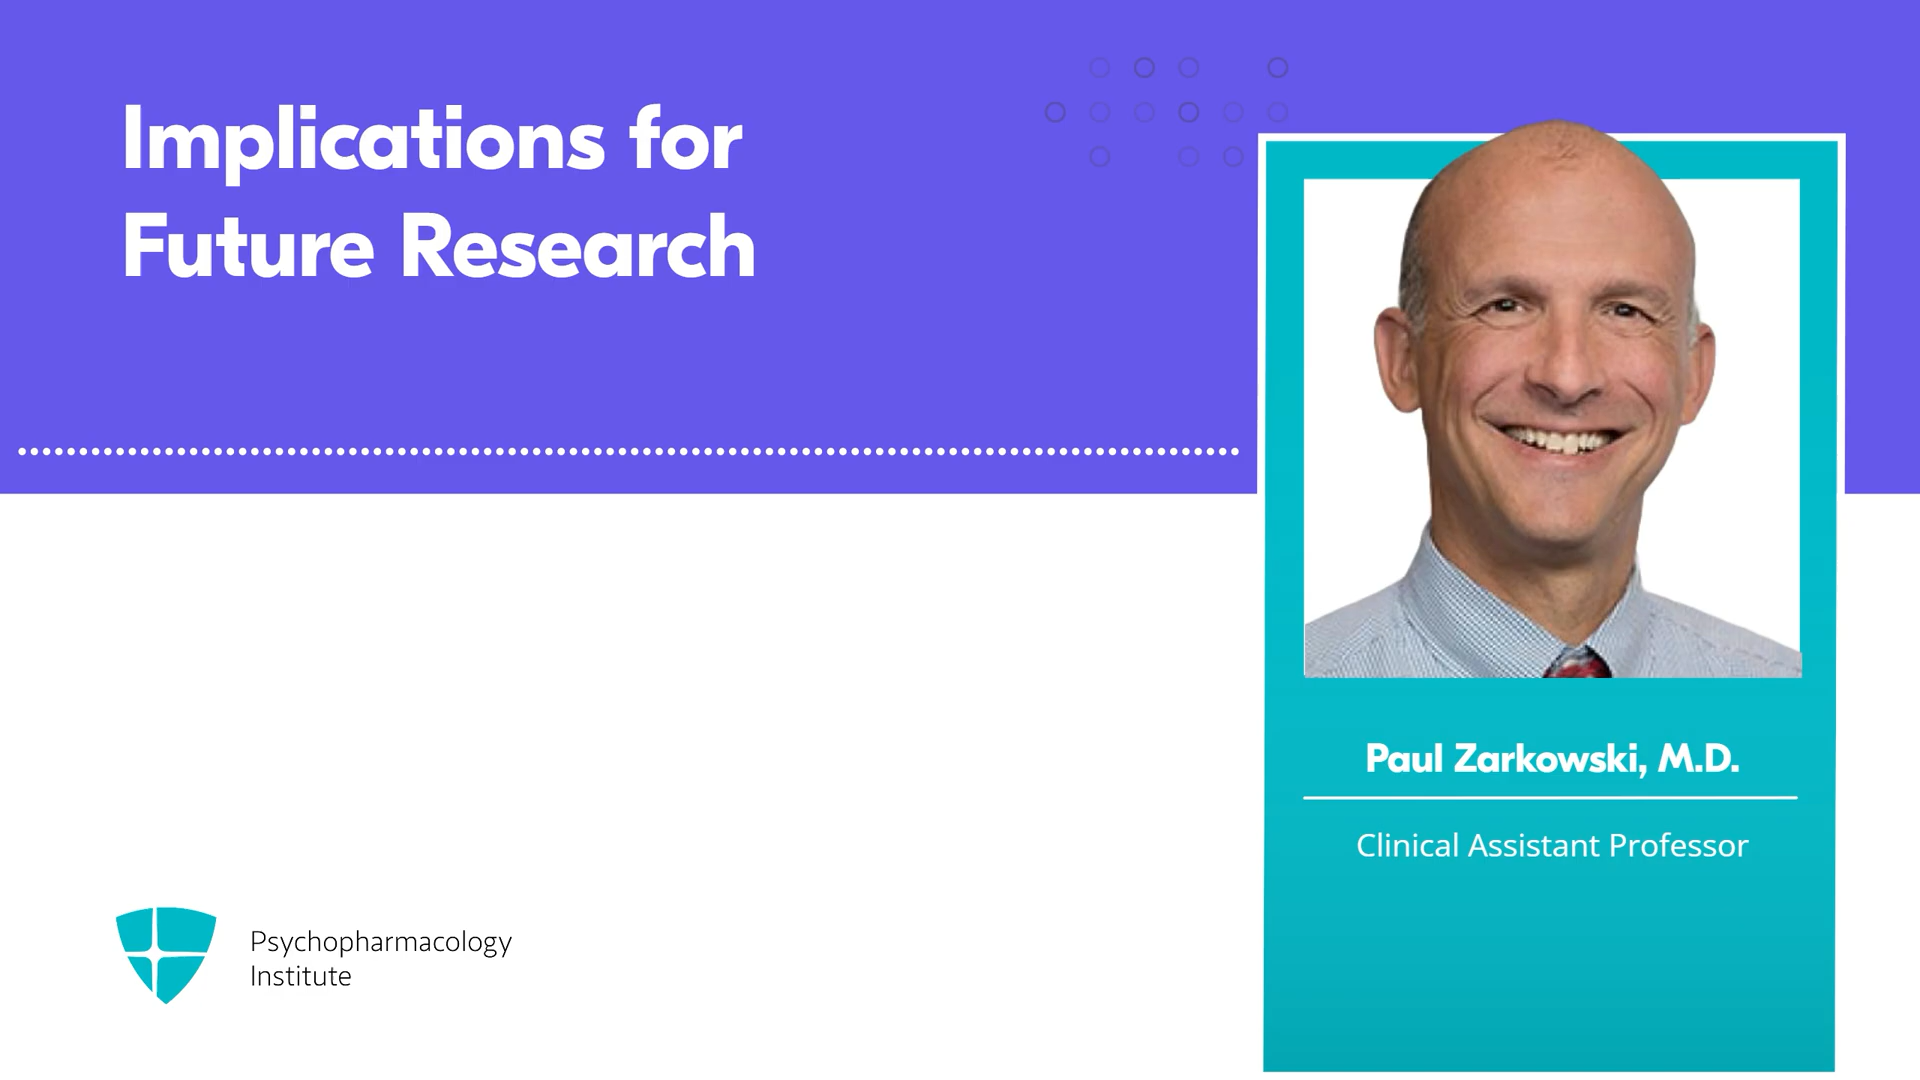 Implications for
Future Research
Paul Zarkowski, M.D.
Clinical Assistant Professor
Psychopharmacology
Institute